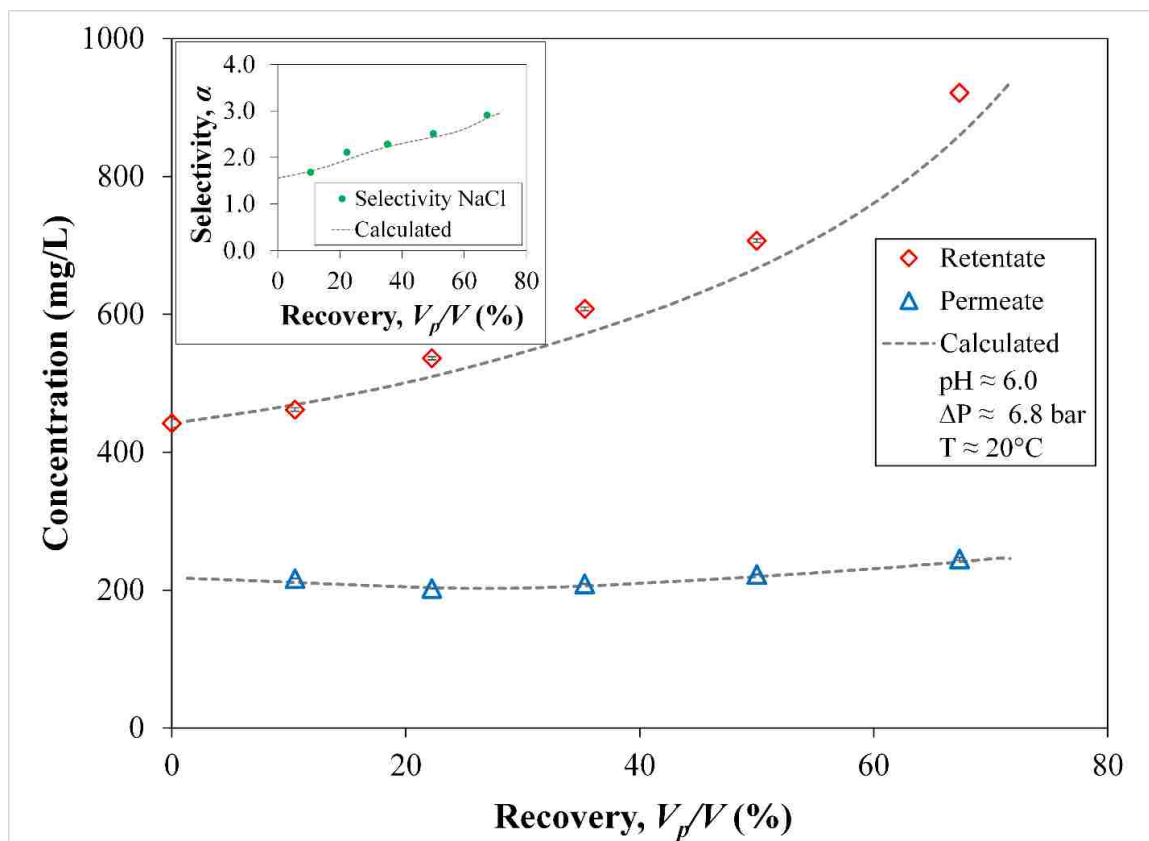 1000
800
600
400
200
0
Concentration (mg/L)
0
20
40
60
80
Recovery, Vp/V (%)
4.0
3.0
2.0
1.0
0.0
Selectivity, α
Selectivity NaCl
Calculated
0
20
40
60
80
Recovery, Vp/V (%)
Retentate
Permeate
Calculated
pH ≈ 6.0
ΔP ≈ 6.8 bar
T ≈ 20°C